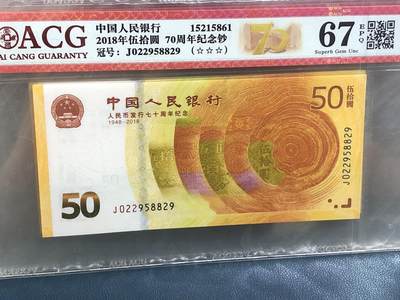 ACG
AI CANG GUARANTY
中国人民银行 15215861
2018年伍拾圆 70周年纪念钞
冠号: J022958829 (☆☆☆)
70
67 EPQ
Superb Gem Unc
中国人民银行
人民币发行七十周年纪念
1948-2018
50
伍拾圆
J022958829
50
J022958829